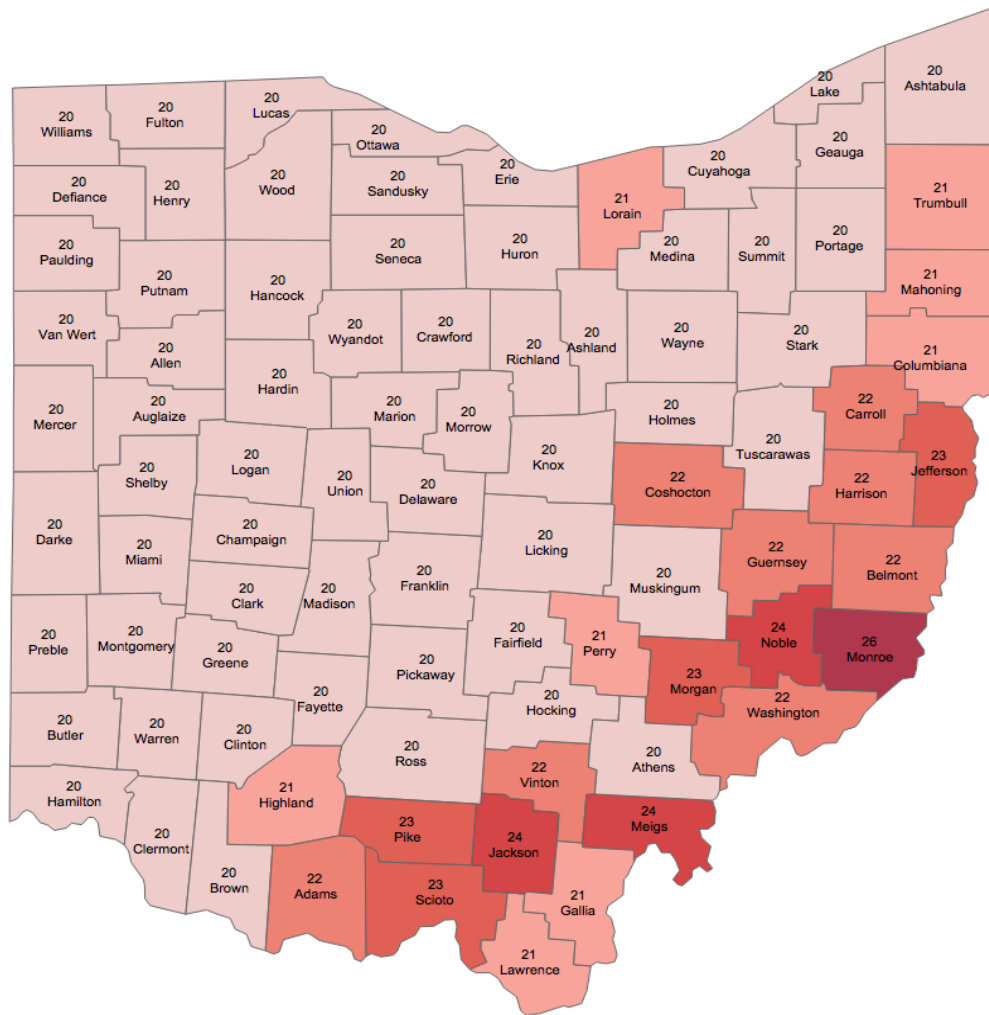 20
Lake
20
Ashtabula
20
Williams
20
Fulton
20
Lucas
20
Ottawa
20
Erie
20
Cuyahoga
20
Geauga
20
Defiance
20
Henry
20
Wood
20
Sandusky
21
Lorain
21
Trumbull
20
Paulding
20
Putnam
20
Hancock
20
Seneca
20
Huron
20
Medina
20
Summit
20
Portage
21
Mahoning
20
Van Wert
20
Allen
20
Hardin
20
Wyandot
20
Crawford
20
Richland
20
Ashland
20
Wayne
20
Stark
21
Columbiana
20
Mercer
20
Auglaize
20
Marion
20
Morrow
20
Holmes
20
Tuscarawas
22
Carroll
20
Shelby
20
Logan
20
Union
20
Delaware
20
Knox
22
Coshocton
22
Harrison
23
Jefferson
20
Darke
20
Miami
20
Champaign
20
Franklin
20
Licking
20
Muskingum
22
Guernsey
22
Belmont
20
Clark
20
Madison
20
Preble
20
Montgomery
20
Greene
20
Fayette
20
Pickaway
20
Fairfield
21
Perry
23
Morgan
24
Noble
26
Monroe
20
Butler
20
Warren
20
Clinton
20
Ross
20
Hocking
20
Athens
22
Washington
20
Hamilton
20
Clermont
21
Highland
22
Vinton
23
Pike
24
Jackson
24
Meigs
20
Brown
22
Adams
23
Scioto
21
Gallia
21
Lawrence